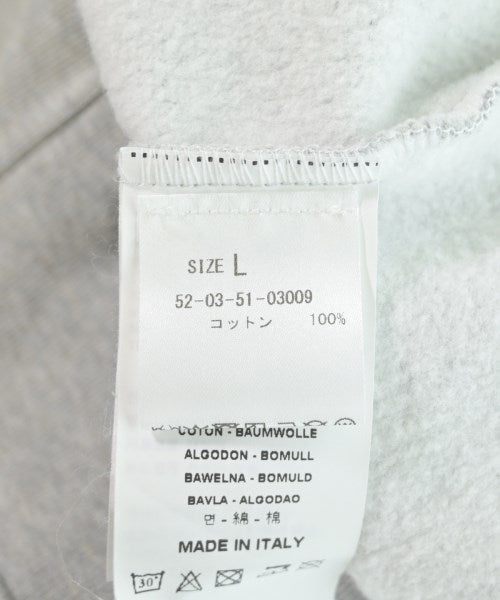 SIZE L
52-03-51-03009
コットン 100%
COTON - BAUMWOLLE
ALGODON - BOMULL
BAWELNA - BOMULD
BAVLA - ALGODAO
면 - 綿 - 棉
MADE IN ITALY
30°